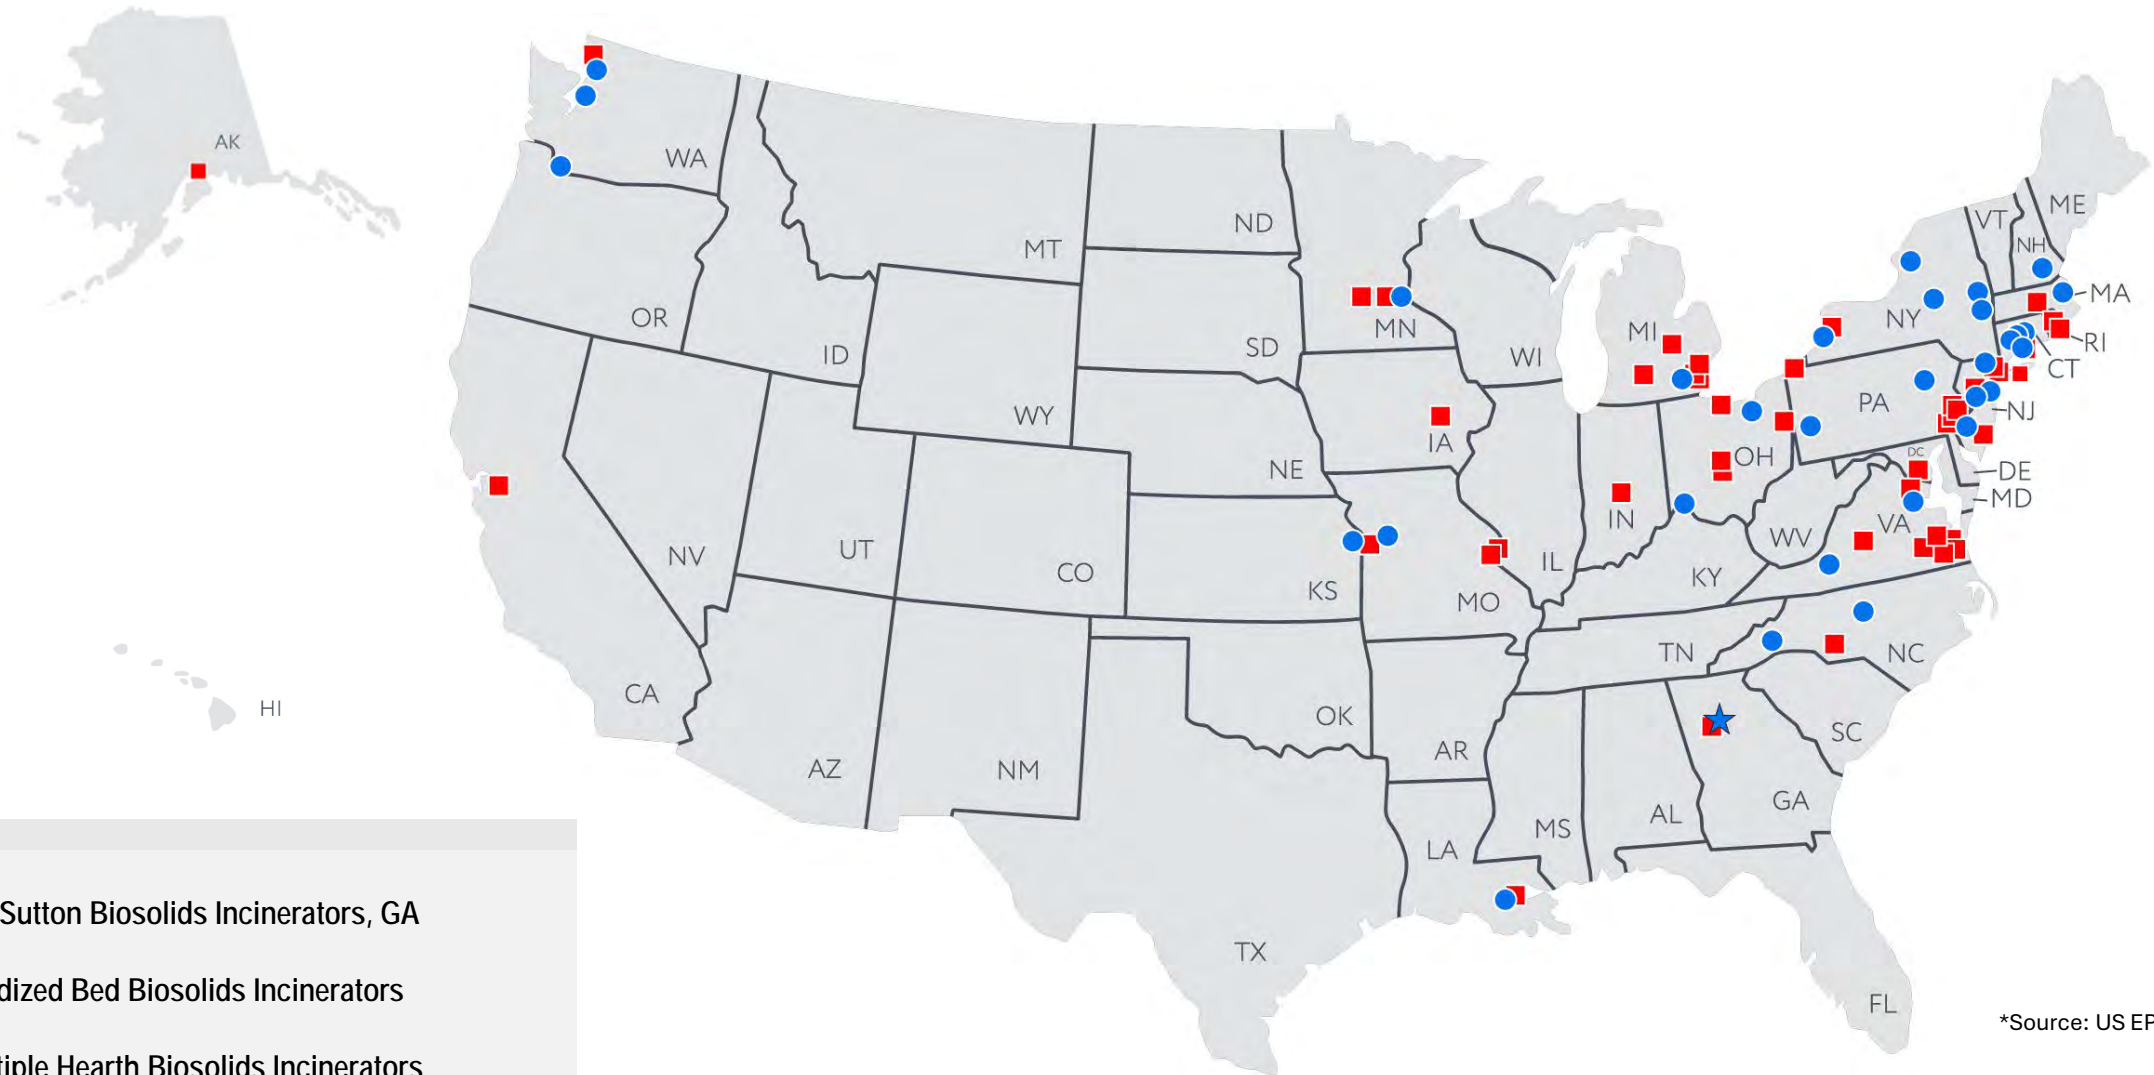 AK
WA
VT
ME
NH
ND
MT
MA
OR
MN
NY
MI
RI
ID
SD
WI
CT
WY
PA
NJ
IA
OH
DC
NE
DE
IN
MD
VA
NV
UT
WV
IL
CO
KY
KS
MO
TN
NC
CA
HI
OK
SC
AR
AZ
NM
GA
AL
MS
LA
TX
FL
Sutton Biosolids Incinerators, GA
dized Bed Biosolids Incinerators
tiple Hearth Biosolids Incinerators
*Source: US EP